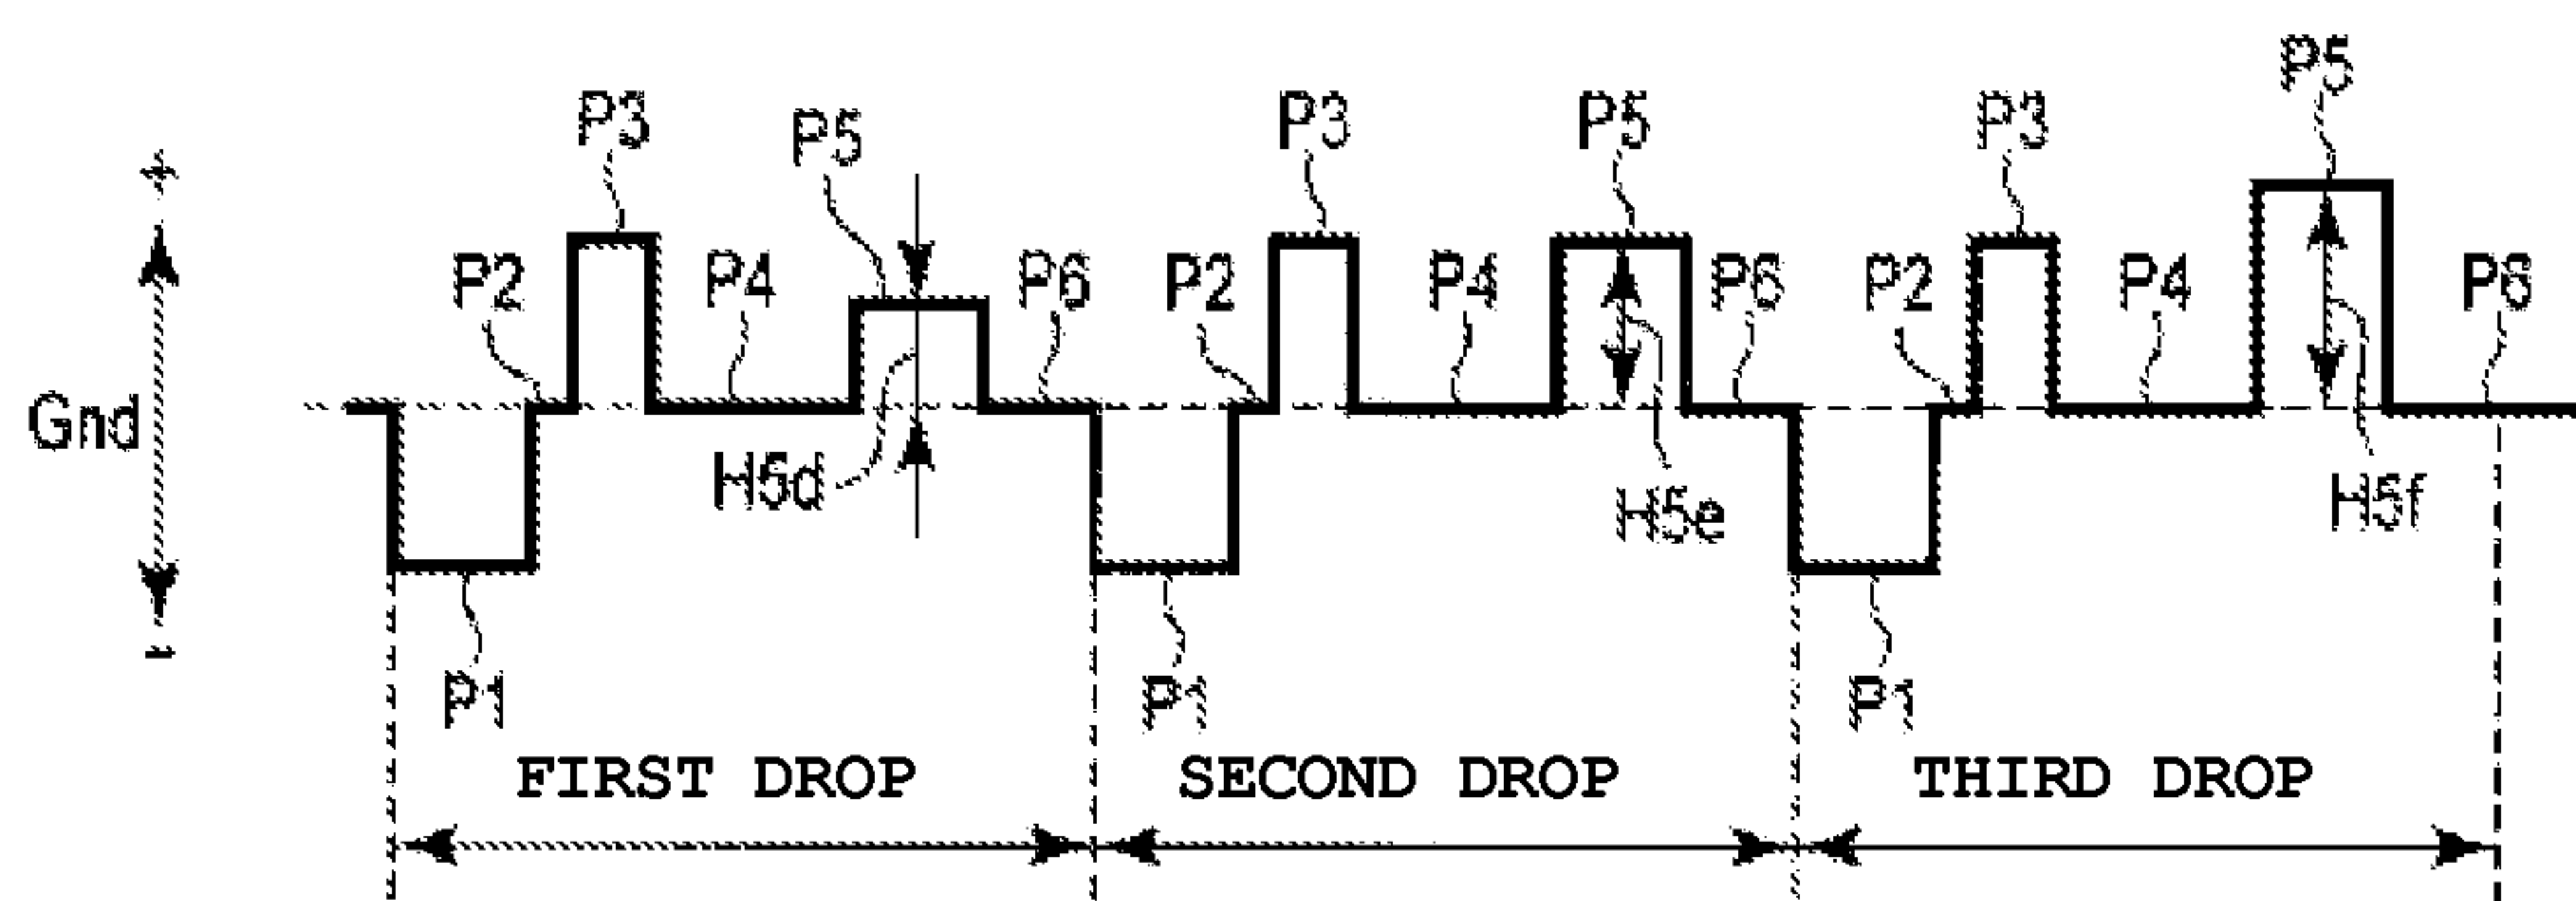 P5
P3 P5 P3 P5 P3
+
P2 P4 P6 P2 P4 P6 P2 P4 P6
Gnd
H5d H5e H5f
-
P1 P1 P1
FIRST DROP SECOND DROP THIRD DROP